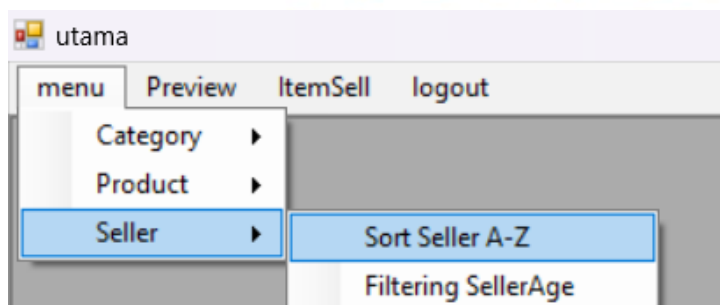 utama
menu Preview ItemSell logout
Category
Product
Seller
Sort Seller A-Z
Filtering SellerAge